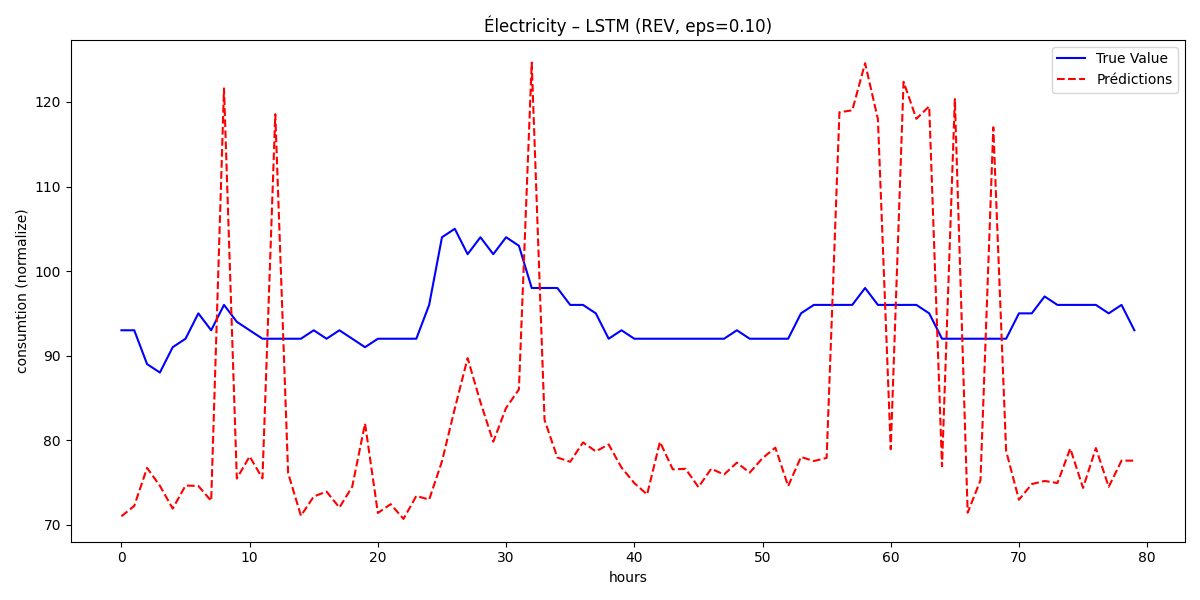 Électricity – LSTM (REV, eps=0.10)
True Value
Prédictions
consumtion (normalize)
120
110
100
90
80
70
0 10 20 30 40 50 60 70 80
hours